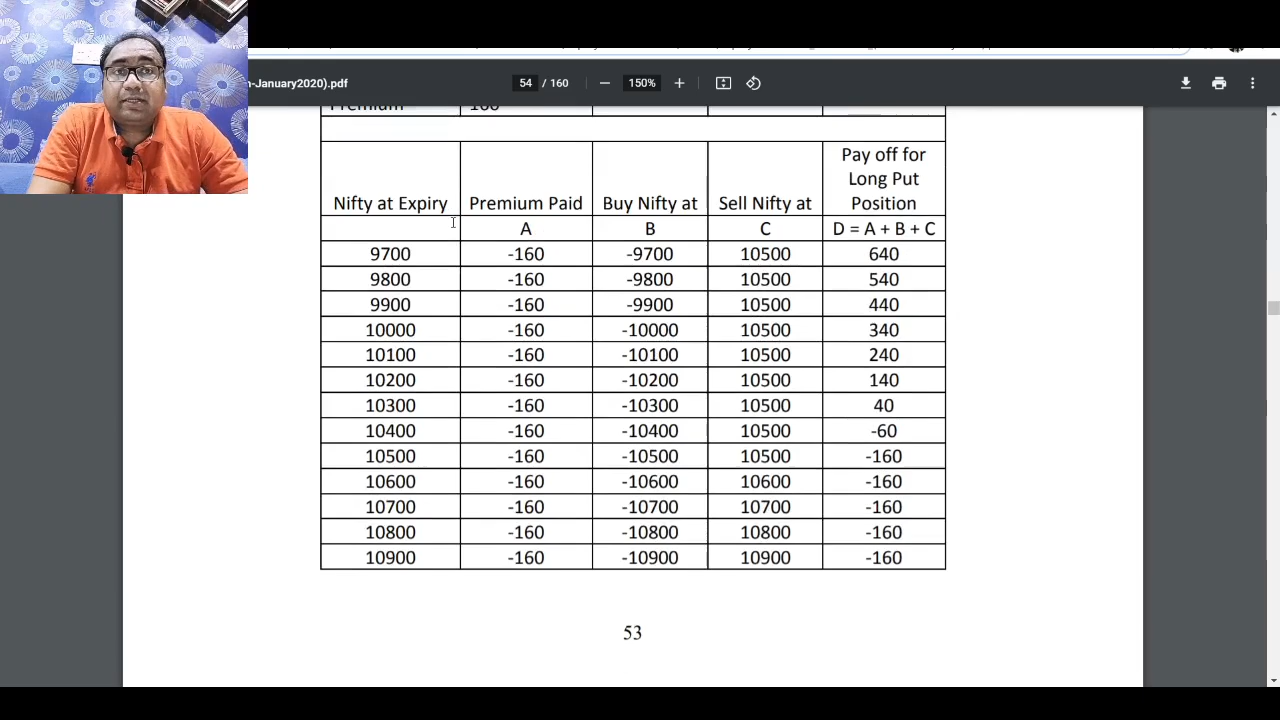 n-January2020).pdf
54 / 160
150%
Premium 160
Pay off for
Long Put
Nifty at Expiry Premium Paid Buy Nifty at Sell Nifty at Position
A B C D = A + B + C
9700 -160 -9700 10500 640
9800 -160 -9800 10500 540
9900 -160 -9900 10500 440
10000 -160 -10000 10500 340
10100 -160 -10100 10500 240
10200 -160 -10200 10500 140
10300 -160 -10300 10500 40
10400 -160 -10400 10500 -60
10500 -160 -10500 10500 -160
10600 -160 -10600 10600 -160
10700 -160 -10700 10700 -160
10800 -160 -10800 10800 -160
10900 -160 -10900 10900 -160
53